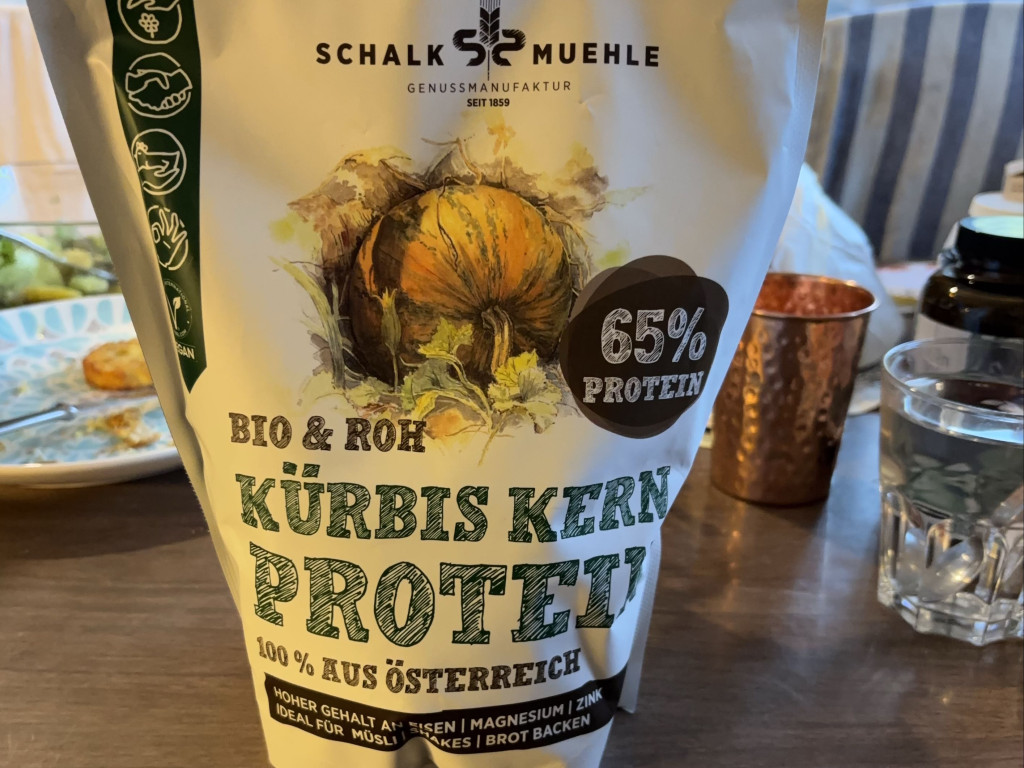 SCHALK MUEHLE
GENUSSMANUFAKTUR
SEIT 1859
65%
PROTEIN
BIO & ROH
KÜRBIS KERN
PROTEIN
100 % AUS ÖSTERREICH
HOHER GEHALT AN EISEN | MAGNESIUM | ZINK
IDEAL FÜR MÜSLI | BROT BACKEN